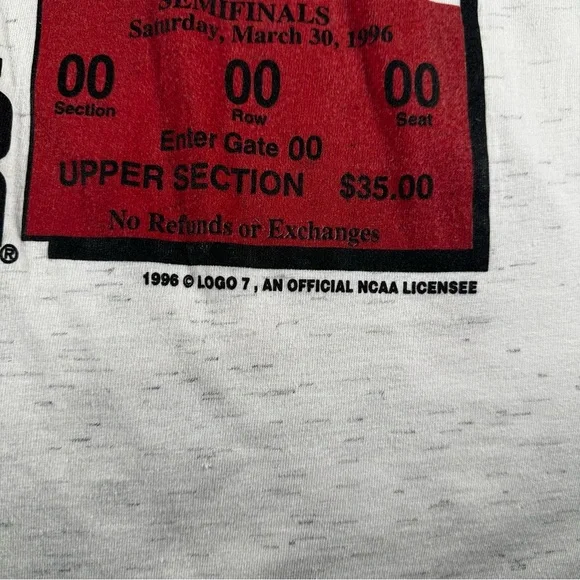 SEMIFINALS
Saturday, March 30, 1996
00 00 00
Section Row Seat
Enter Gate 00
UPPER SECTION $35.00
No Refunds or Exchanges
®
1996 © LOGO 7, AN OFFICIAL NCAA LICENSEE